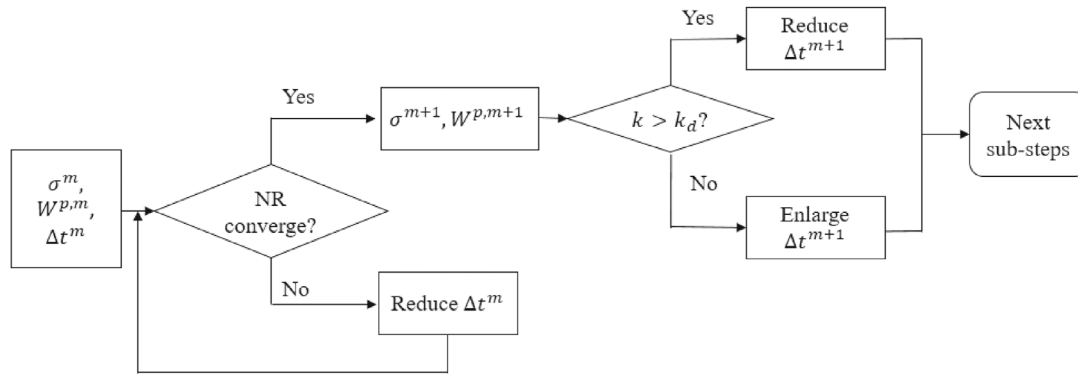 σ^m,
W^{p,m},
Δt^m
NR
converge?
Yes
No
Reduce Δt^m
σ^{m+1}, W^{p,m+1}
k > k_d?
Yes
Reduce
Δt^{m+1}
No
Enlarge
Δt^{m+1}
Next
sub-steps